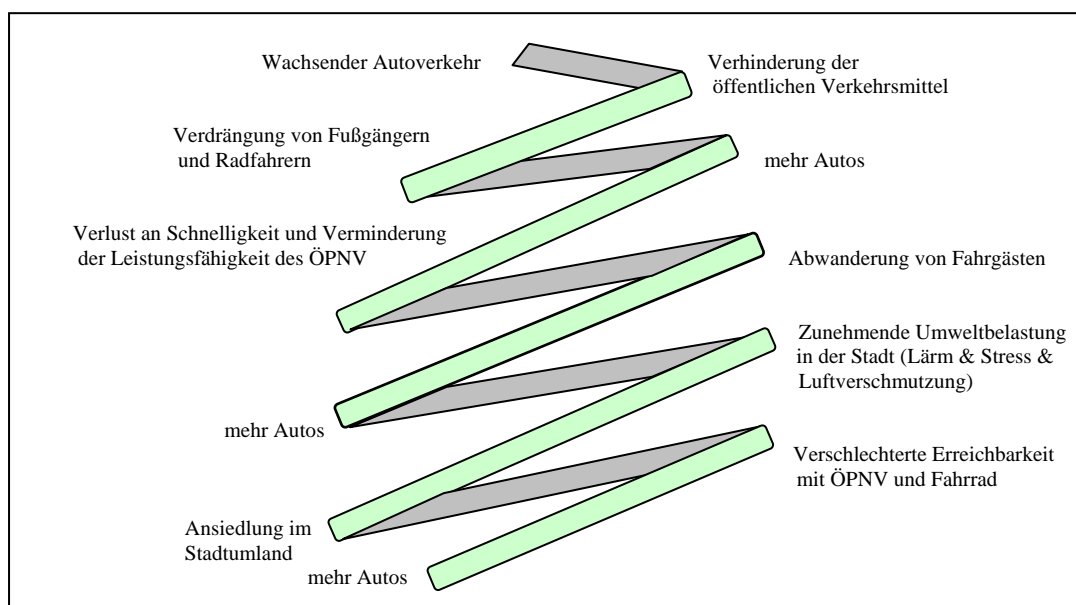 Wachsender Autoverkehr
Verhinderung der
öffentlichen Verkehrsmittel
Verdrängung von Fußgängern
und Radfahrern
mehr Autos
Verlust an Schnelligkeit und Verminderung
der Leistungsfähigkeit des ÖPNV
Abwanderung von Fahrgästen
mehr Autos
Zunehmende Umweltbelastung
in der Stadt (Lärm & Stress &
Luftverschmutzung)
Ansiedlung im
Stadtumland
Verschlechterte Erreichbarkeit
mit ÖPNV und Fahrrad
mehr Autos